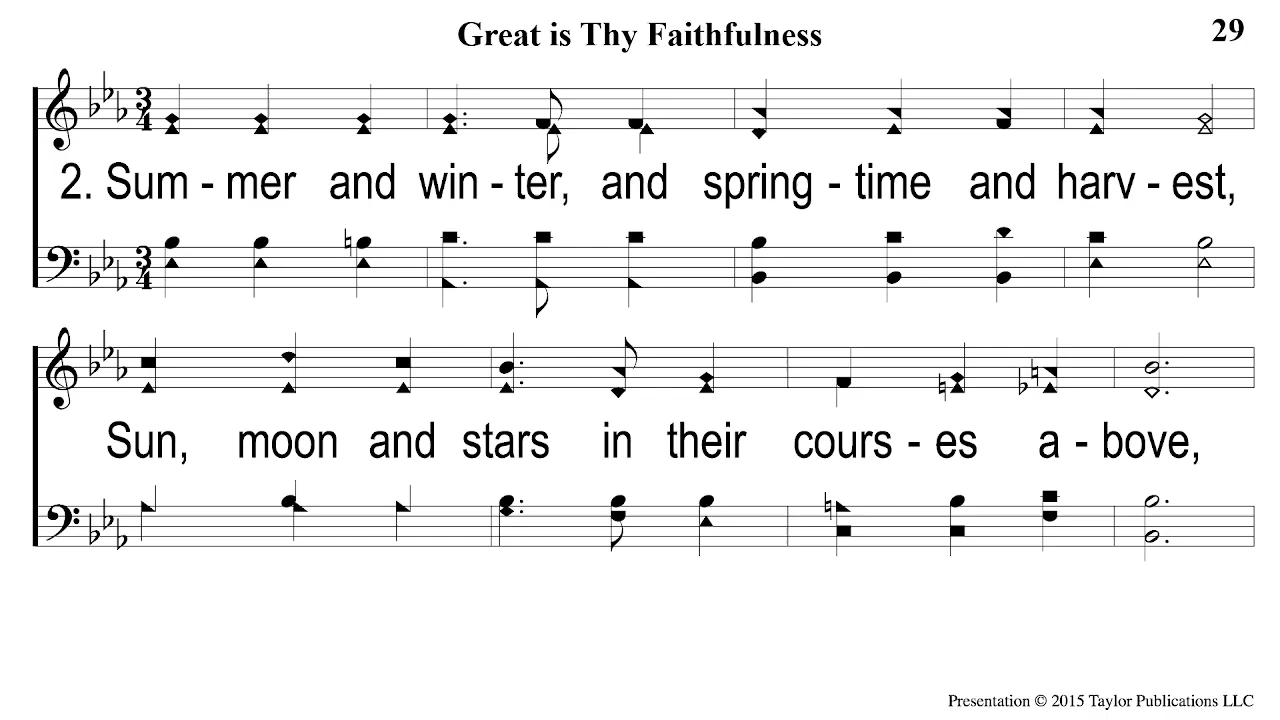 Great is Thy Faithfulness
29
2. Sum - mer and win - ter, and spring - time and harv - est,
Sun, moon and stars in their cours - es a - bove,
Presentation © 2015 Taylor Publications LLC